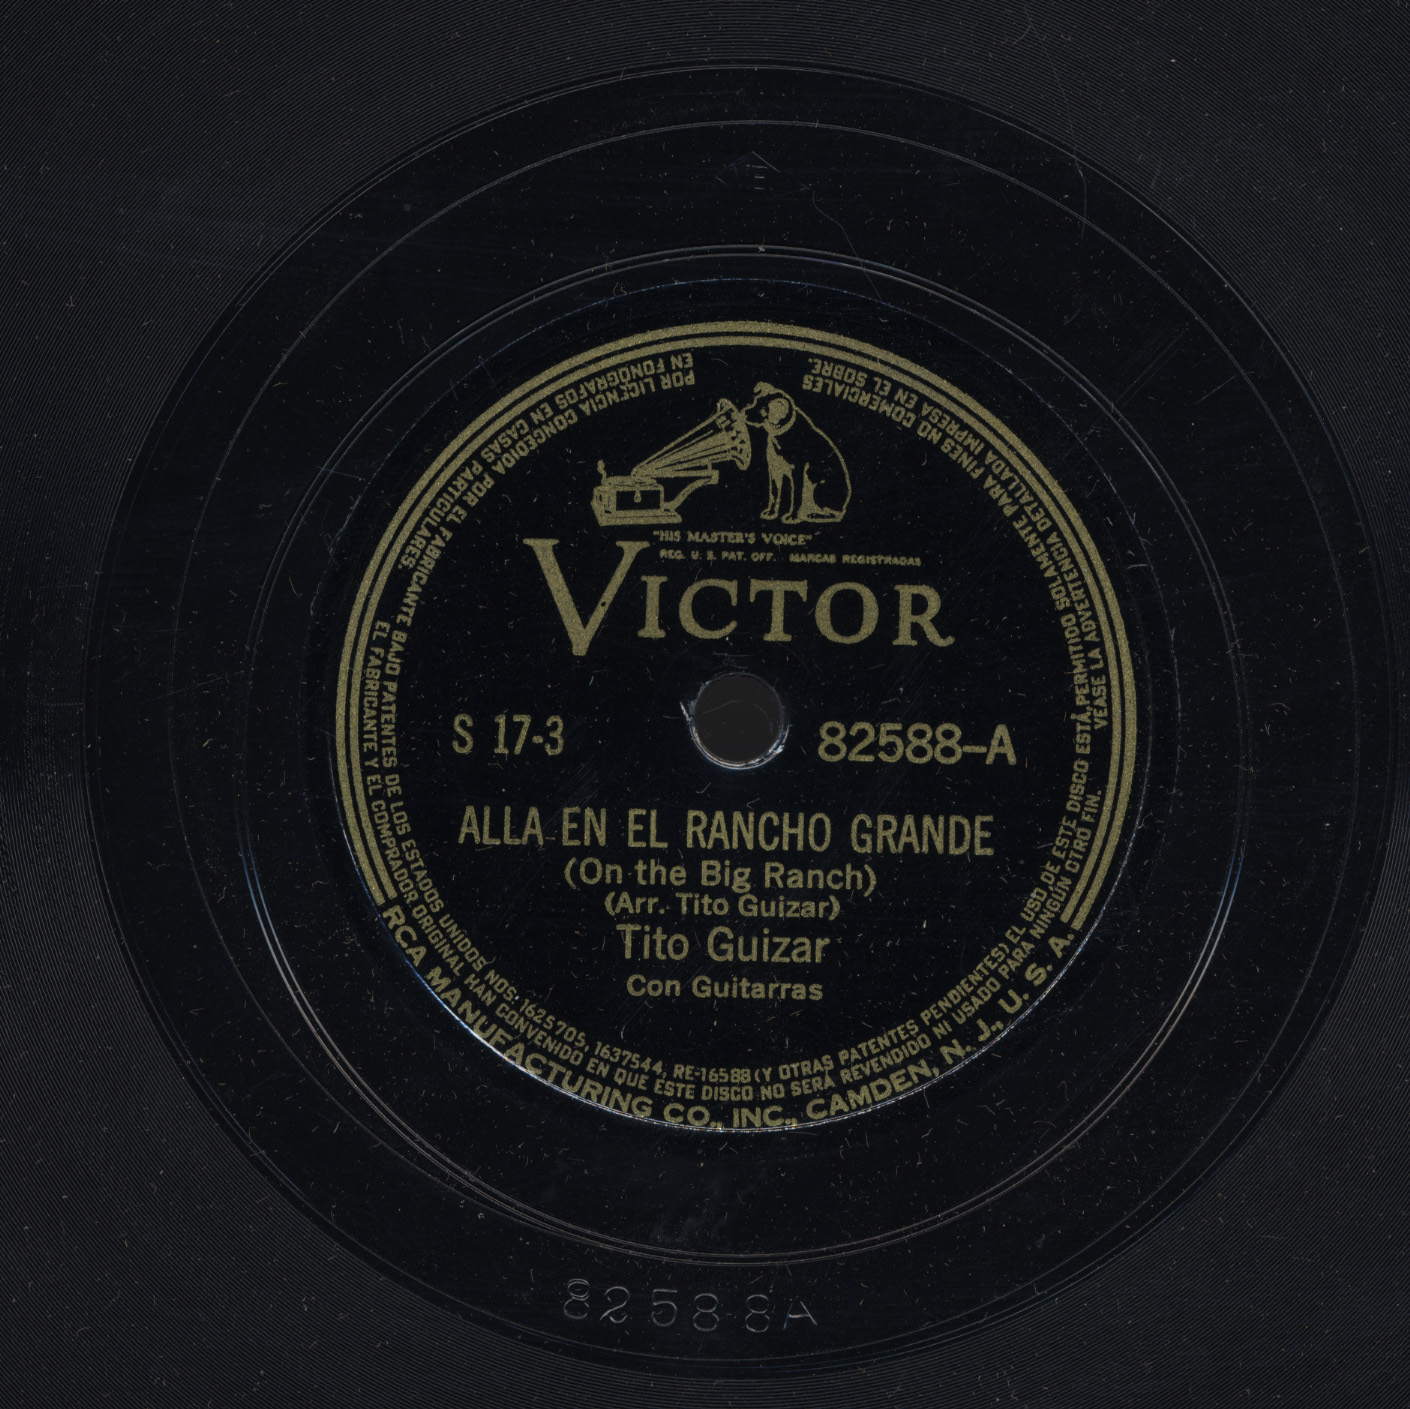 "HIS MASTER'S VOICE"
REG. U. S. PAT. OFF. MARCAS REGISTRADAS
VICTOR
S 17-3
82588-A
ALLA EN EL RANCHO GRANDE
(On the Big Ranch)
(Arr. Tito Guizar)
Tito Guizar
Con Guitarras
POR LICENCIA CONCEDIDA POR EL FABRICANTE BAJO PATENTES DE LOS ESTADOS UNIDOS NOS: 1625705, 1637544, RE-16588 (Y OTRAS PATENTES PENDIENTES) EL USO DE ESTE DISCO ESTÁ PERMITIDO SOLAMENTE PARA FINES NO COMERCIALES
EN FONÓGRAFOS EN CASAS PARTICULARES. EL FABRICANTE Y EL COMPRADOR ORIGINAL HAN CONVENIDO EN QUE ESTE DISCO NO SERÁ REVENDIDO NI USADO PARA NINGÚN OTRO FIN. VEASE LA ADVERTENCIA DETALLADA IMPRESA EN EL SOBRE.
RCA MANUFACTURING CO., INC., CAMDEN, N. J., U. S. A.
82588A